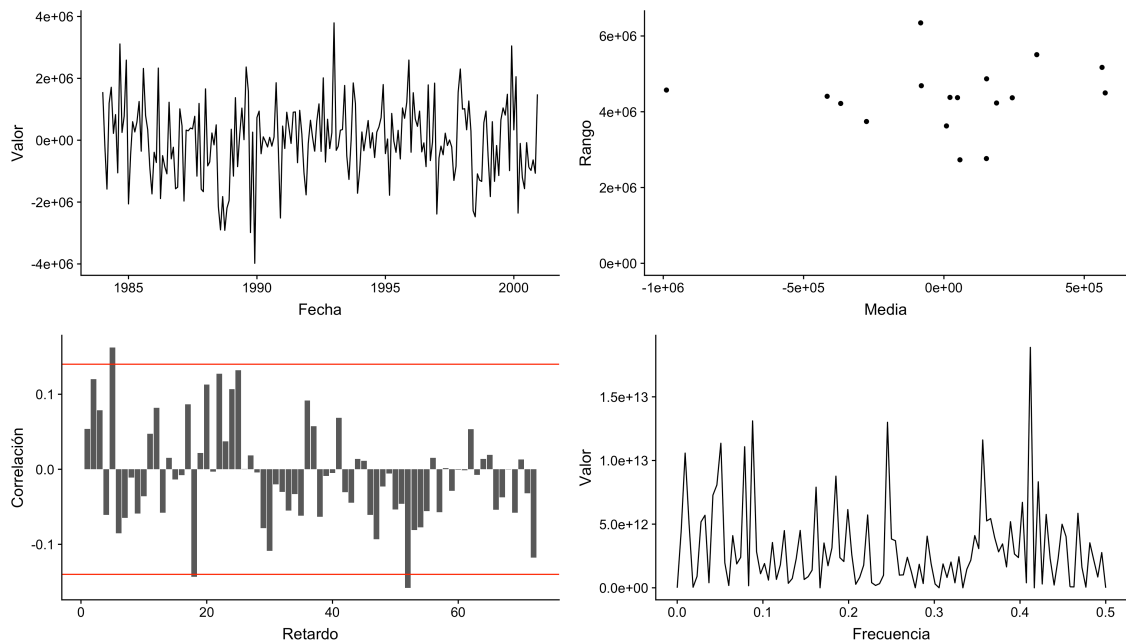 4e+06
2e+06
0e+00
-2e+06
-4e+06
Valor
1985 1990 1995 2000
Fecha
6e+06
4e+06
2e+06
0e+00
Rango
-1e+06 -5e+05 0e+00 5e+05
Media
0.1
0.0
-0.1
Correlación
0 20 40 60
Retardo
1.5e+13
1.0e+13
5.0e+12
0.0e+00
Valor
0.0 0.1 0.2 0.3 0.4 0.5
Frecuencia